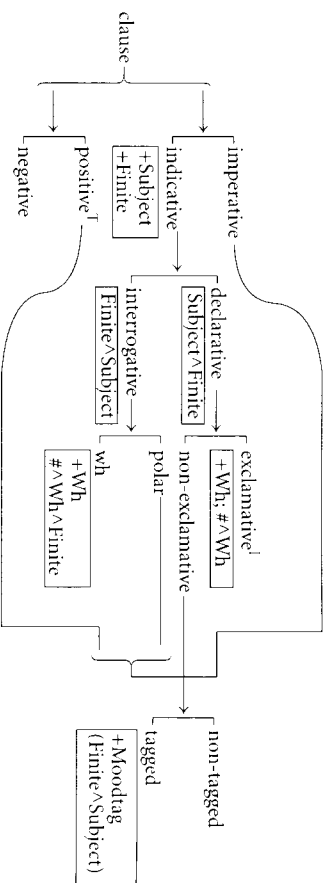 clause
imperative
indicative
+Subject
+Finite
positive^T
negative
declarative
Subject^Finite
interrogative
Finite^Subject
exclamative^I
+Wh; #^Wh
non-exclamative
polar
wh
+Wh
#^Wh^Finite
non-tagged
tagged
+Moodtag
(Finite^Subject)